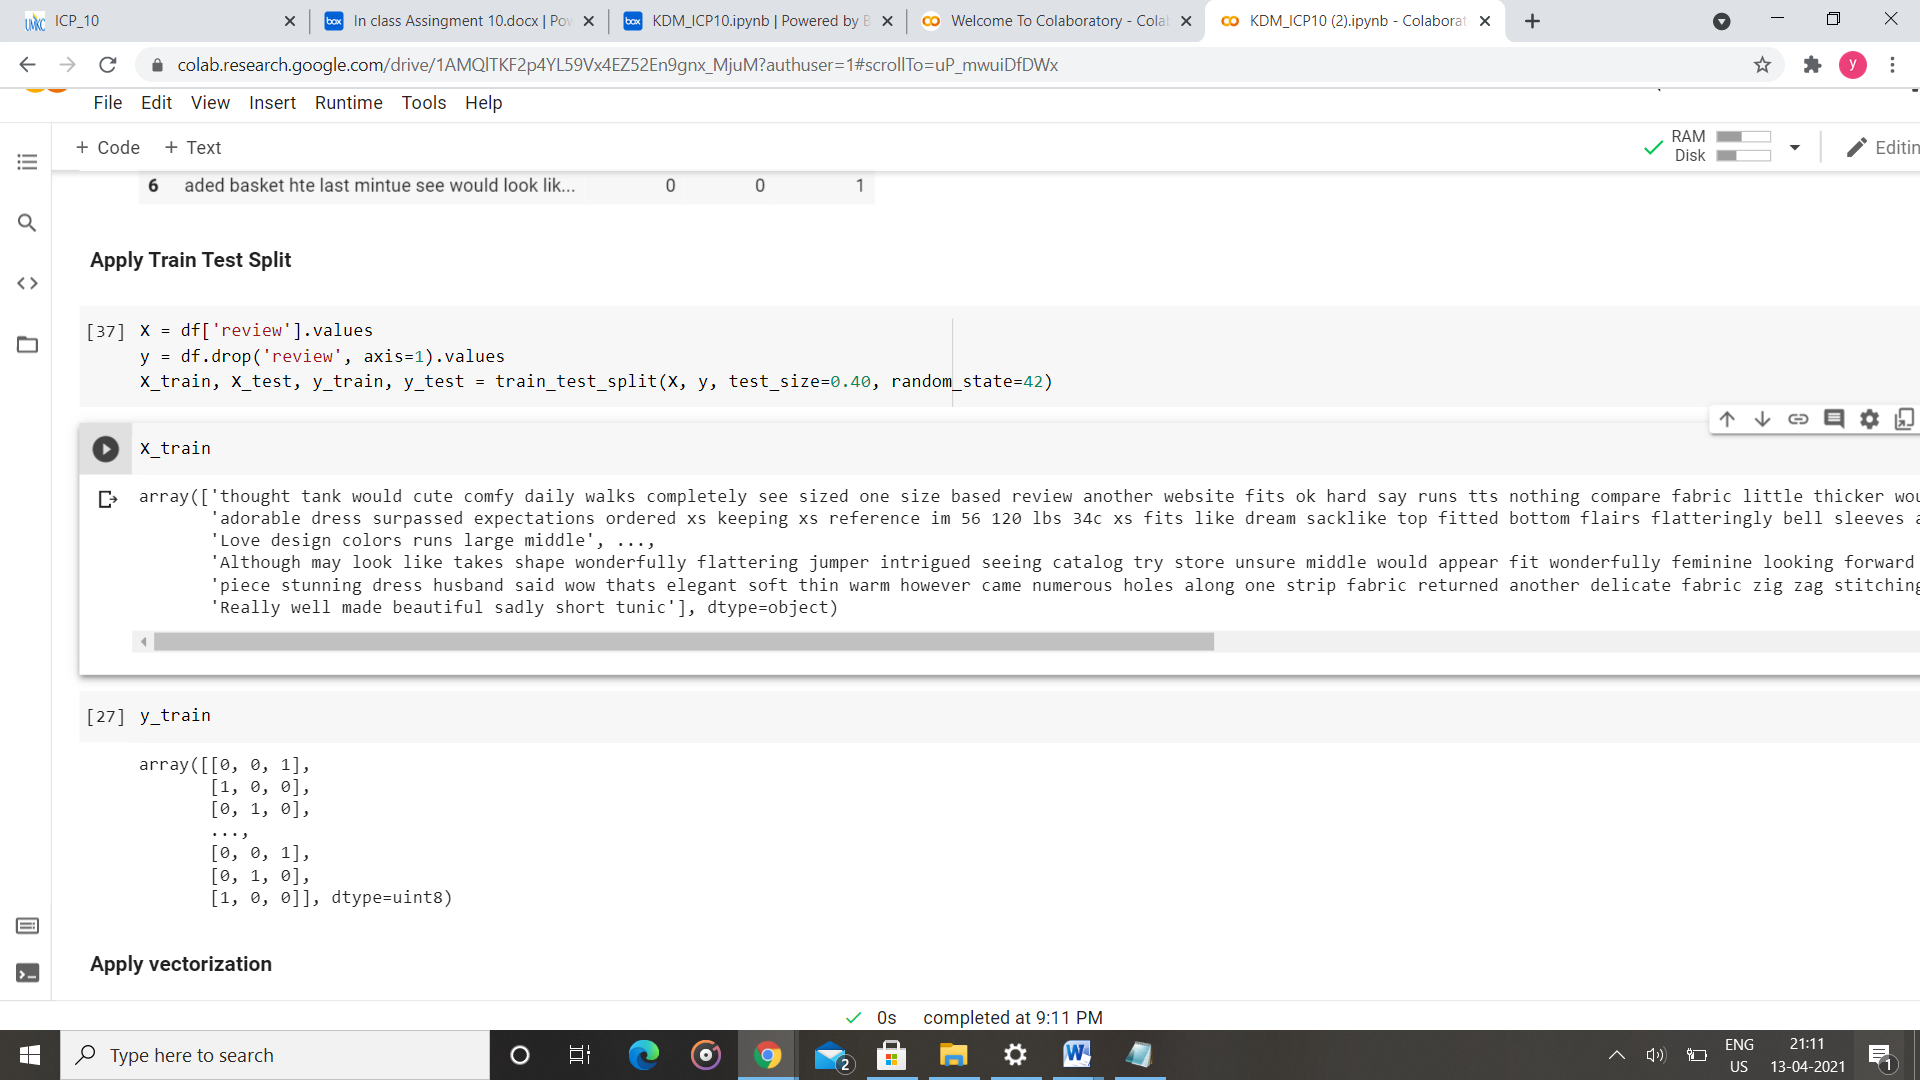 ICP_10
In class Assingment 10.docx | Pow
KDM_ICP10.ipynb | Powered by B
Welcome To Colaboratory - Colab
KDM_ICP10 (2).ipynb - Colaborat
colab.research.google.com/drive/1AMQlTKF2p4YL59Vx4EZ52En9gnx_MjuM?authuser=1#scrollTo=uP_mwuiDfDWx
y
File Edit View Insert Runtime Tools Help
+ Code + Text
RAM
Disk
Editin
6 aded basket hte last mintue see would look lik... 0 0 1
Apply Train Test Split
[37] X = df['review'].values
y = df.drop('review', axis=1).values
X_train, X_test, y_train, y_test = train_test_split(X, y, test_size=0.40, random_state=42)
X_train
array(['thought tank would cute comfy daily walks completely see sized one size based review another website fits ok hard say runs tts nothing compare fabric little thicker wou
'adorable dress surpassed expectations ordered xs keeping xs reference im 56 120 lbs 34c xs fits like dream sacklike top fitted bottom flairs flatteringly bell sleeves a
'Love design colors runs large middle', ...,
'Although may look like takes shape wonderfully flattering jumper intrigued seeing catalog try store unsure middle would appear fit wonderfully feminine looking forward
'piece stunning dress husband said wow thats elegant soft thin warm however came numerous holes along one strip fabric returned another delicate fabric zig zag stitching
'Really well made beautiful sadly short tunic'], dtype=object)
[27] y_train
array([[0, 0, 1],
[1, 0, 0],
[0, 1, 0],
...,
[0, 0, 1],
[0, 1, 0],
[1, 0, 0]], dtype=uint8)
Apply vectorization
0s completed at 9:11 PM
Type here to search
2
ENG
US
21:11
13-04-2021
1